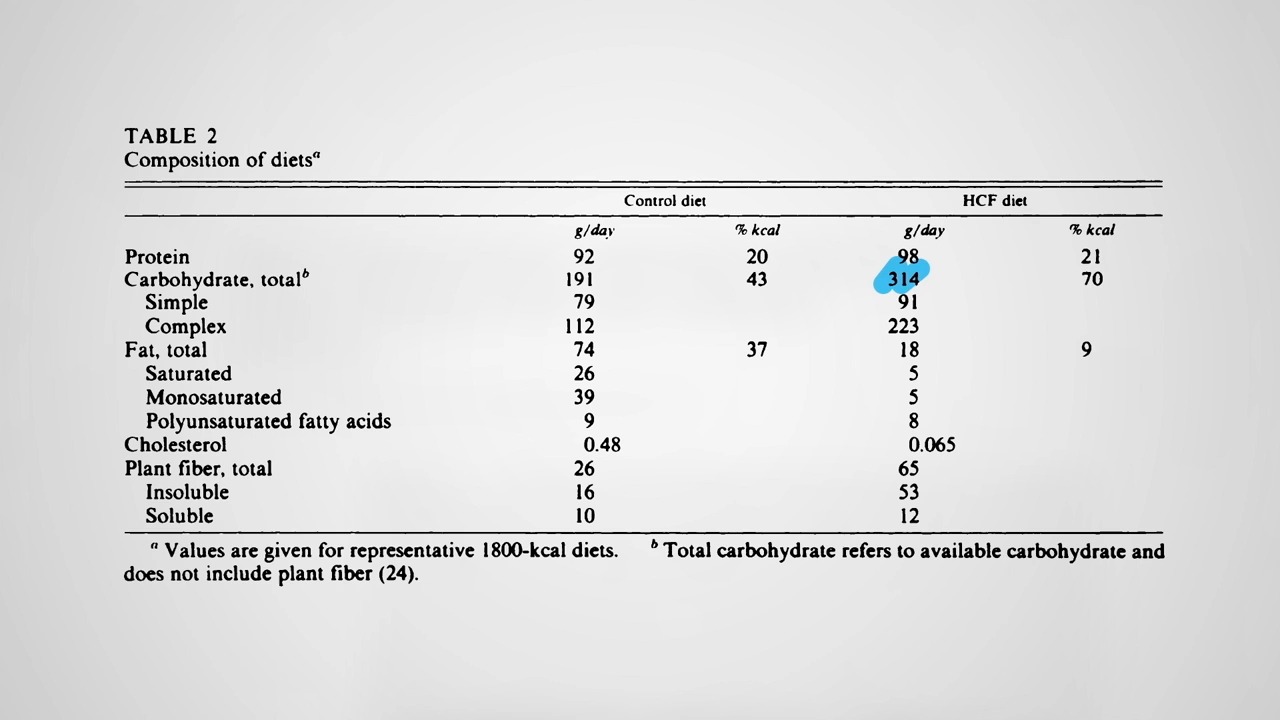 TABLE 2
Composition of diets^a
Control diet HCF diet
g/day % kcal g/day % kcal
Protein 92 20 98 21
Carbohydrate, total^b 191 43 314 70
Simple 79 91
Complex 112 223
Fat, total 74 37 18 9
Saturated 26 5
Monosaturated 39 5
Polyunsaturated fatty acids 9 8
Cholesterol 0.48 0.065
Plant fiber, total 26 65
Insoluble 16 53
Soluble 10 12
^a Values are given for representative 1800-kcal diets. ^b Total carbohydrate refers to available carbohydrate and
does not include plant fiber (24).